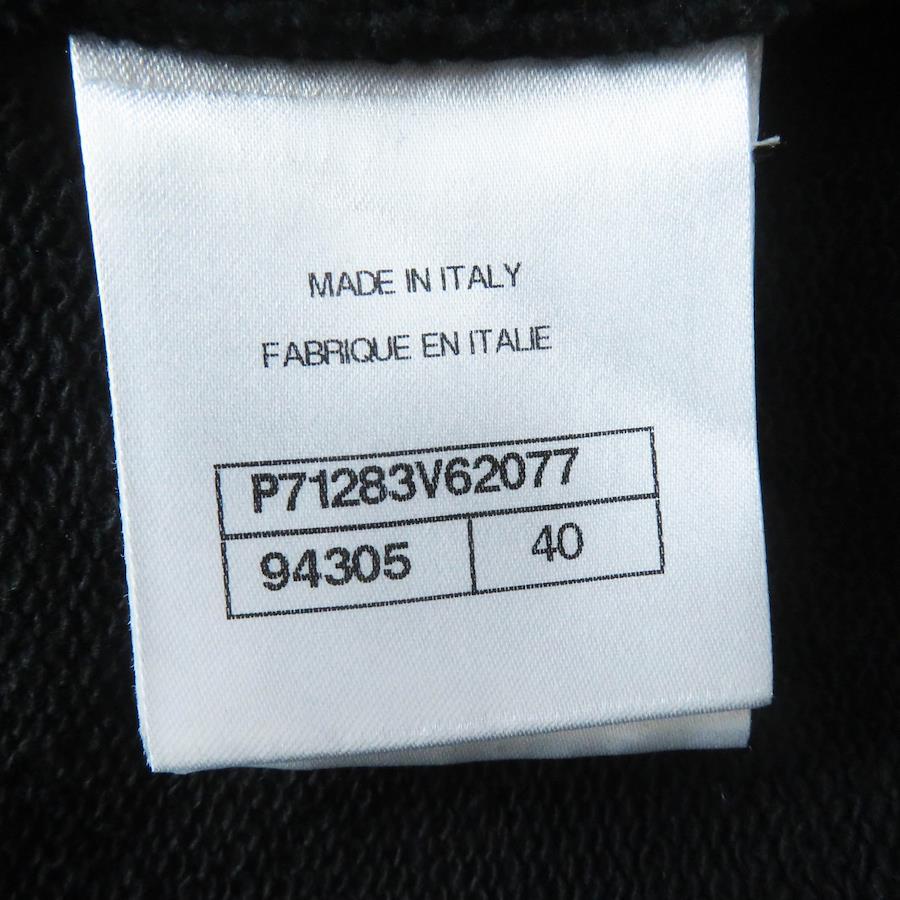 MADE IN ITALY
FABRIQUE EN ITALIE
P71283V62077
94305 40